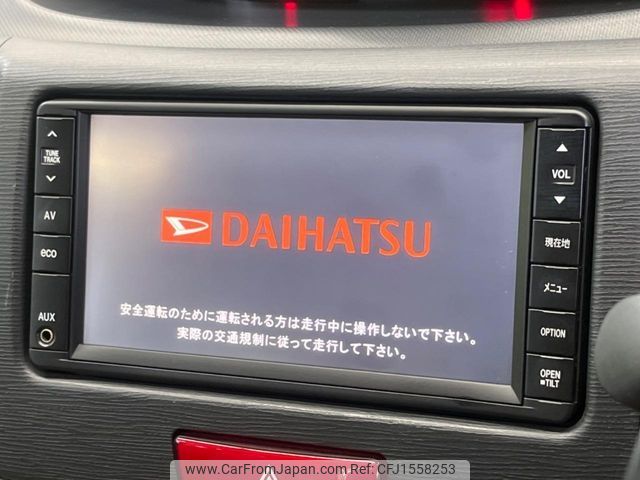 TUNE
TRACK
AV
eco
AUX
DAIHATSU
安全運転のために運転される方は走行中に操作しないで下さい。
実際の交通規制に従って走行して下さい。
VOL
現在地
メニュー
OPTION
OPEN
TILT
CarFromJapan.com
© CarFromJapan.com - CFJ1558253